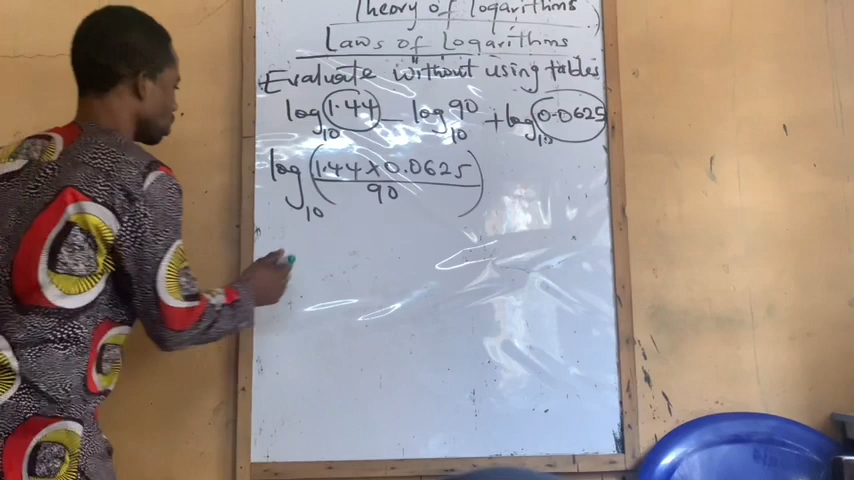 Theory of Logarithms
Laws of Logarithms
Evaluate without using tables
log₁₀ 1.44 − log₁₀ 90 + log₁₀ 0.0625
log₁₀ (1.44 × 0.0625 / 90)